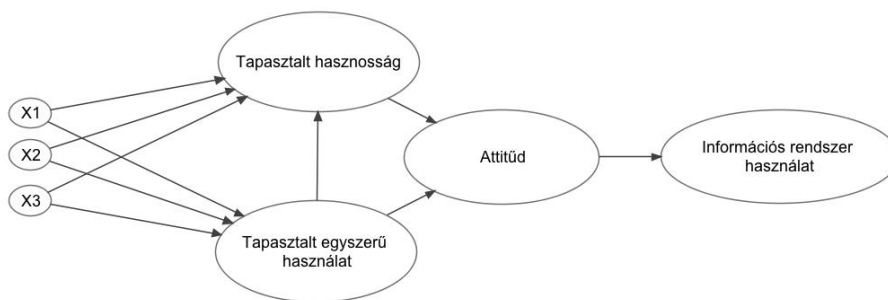 Tapasztalt hasznosság
X1
X2
X3
Attitűd
Információs rendszer
használat
Tapasztalt egyszerű
használat